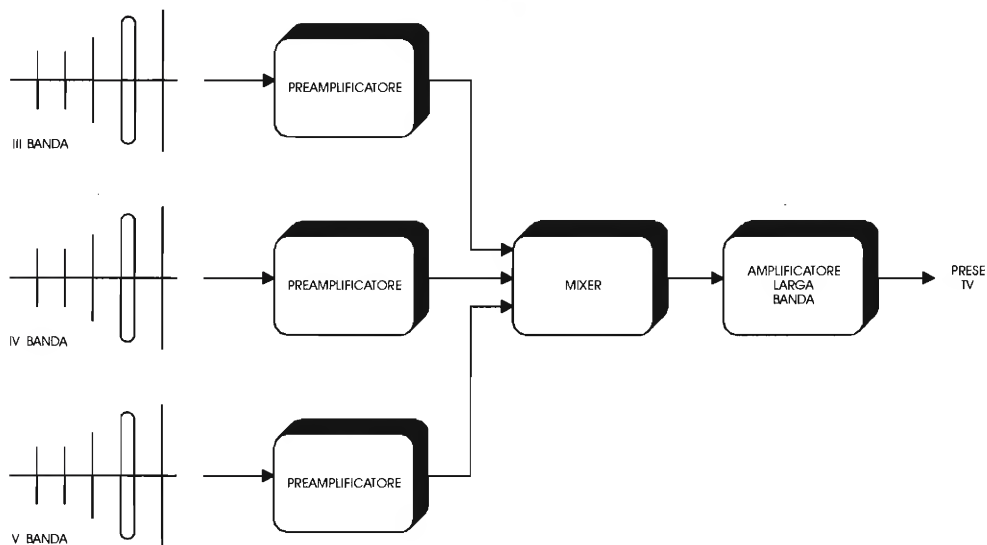 PREAMPLIFICATORE
III BANDA
PREAMPLIFICATORE
MIXER
AMPLIFICATORE
LARGA
BANDA
PRESE
TV
IV BANDA
PREAMPLIFICATORE
V BANDA